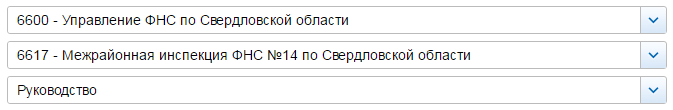 6600 - Управление ФНС по Свердловской области
6617 - Межрайонная инспекция ФНС №14 по Свердловской области
Руководство